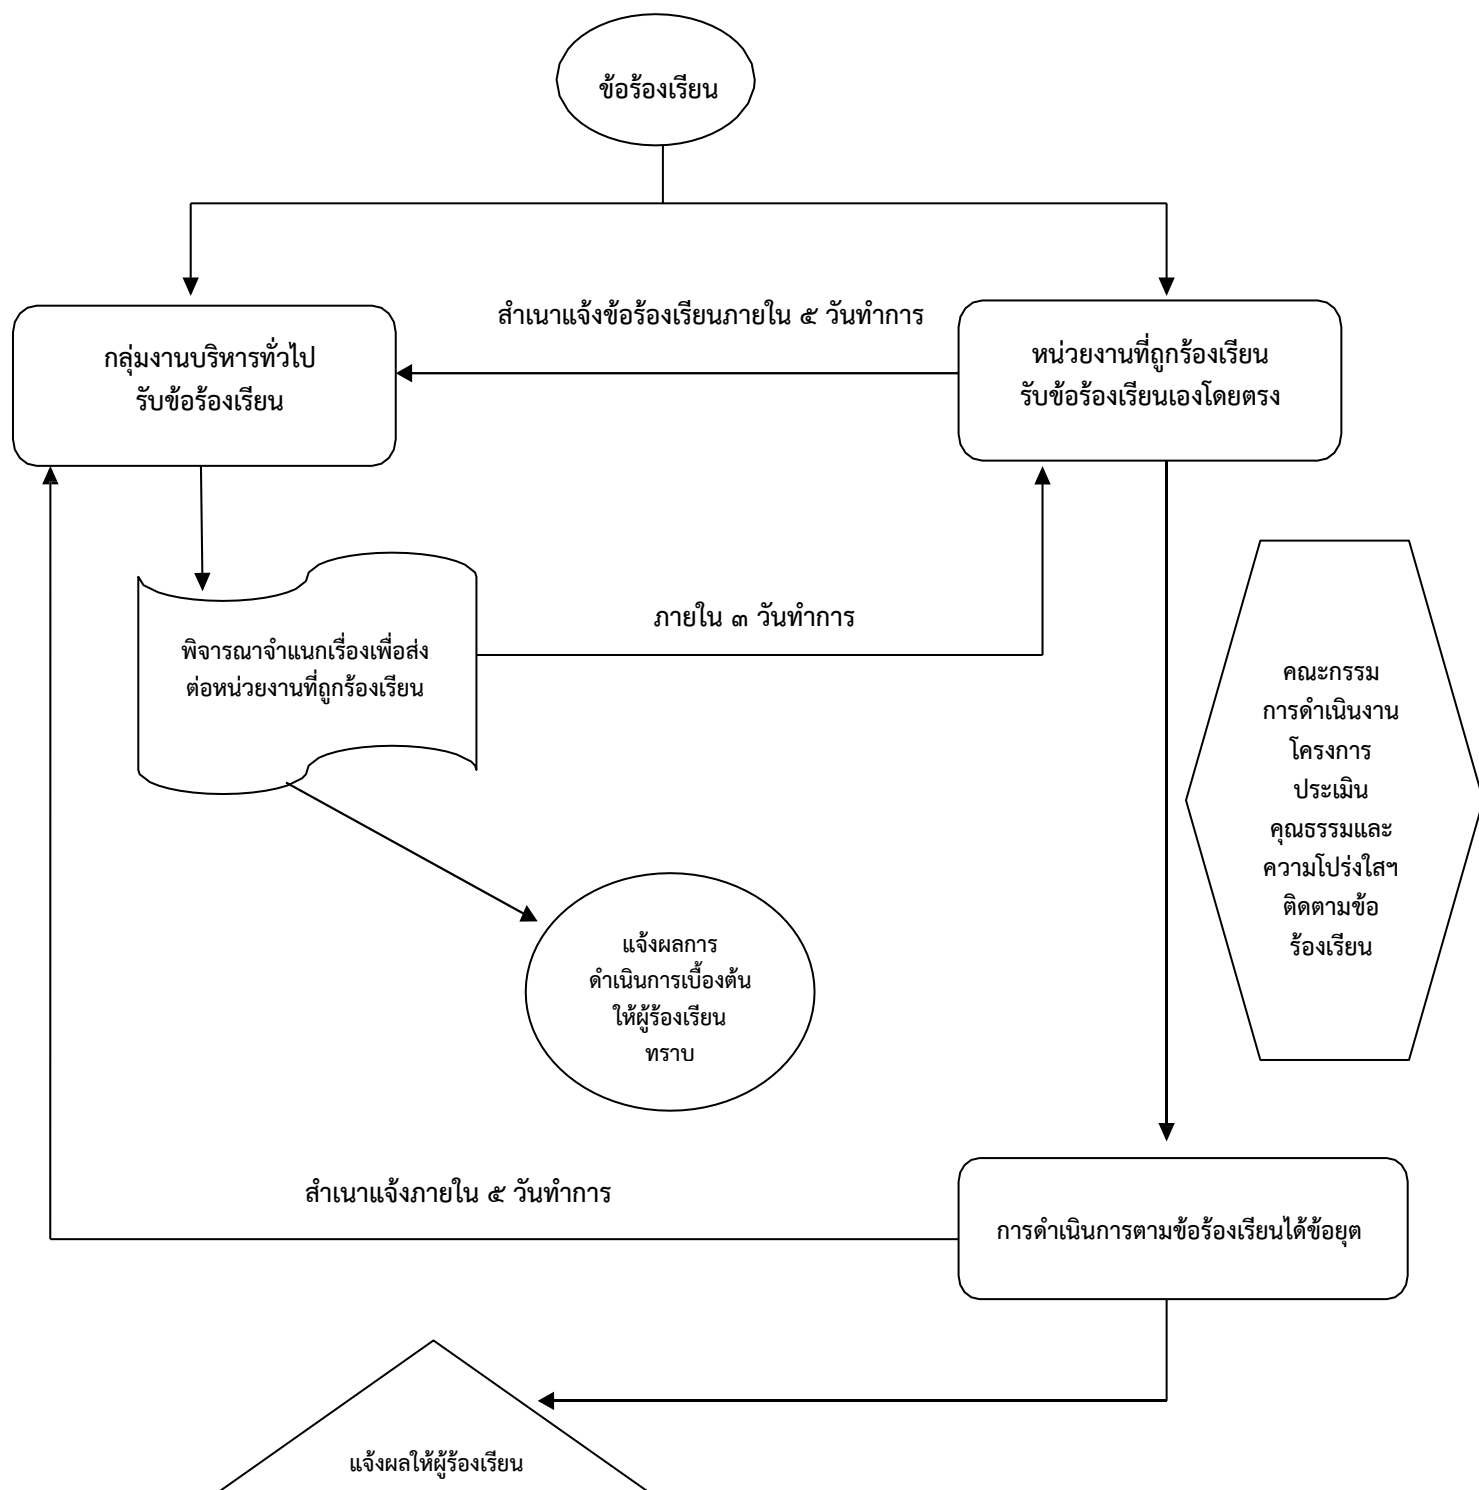 ข้อร้องเรียน
สำเนาแจ้งข้อร้องเรียนภายใน ๕ วันทำการ
กลุ่มงานบริหารทั่วไป
รับข้อร้องเรียน
หน่วยงานที่ถูกร้องเรียน
รับข้อร้องเรียนเองโดยตรง
ภายใน ๓ วันทำการ
พิจารณาจำแนกเรื่องเพื่อส่ง
ต่อหน่วยงานที่ถูกร้องเรียน
คณะกรรม
การดำเนินงาน
โครงการ
ประเมิน
คุณธรรมและ
ความโปร่งใสฯ
ติดตามข้อ
ร้องเรียน
แจ้งผลการ
ดำเนินการเบื้องต้น
ให้ผู้ร้องเรียน
ทราบ
สำเนาแจ้งภายใน ๕ วันทำการ
การดำเนินการตามข้อร้องเรียนได้ข้อยุต
แจ้งผลให้ผู้ร้องเรียน